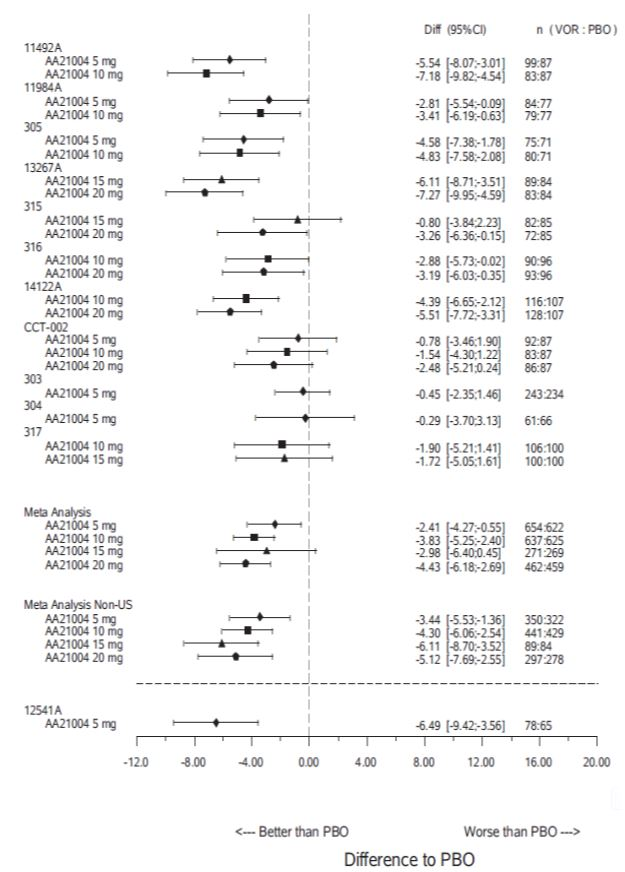 Diff (95%CI) n (VOR : PBO)
11492A
AA21004 5 mg -5.54 [-8.07;-3.01] 99:87
AA21004 10 mg -7.18 [-9.82;-4.54] 83:87
11984A
AA21004 5 mg -2.81 [-5.54;-0.09] 84:77
AA21004 10 mg -3.41 [-6.19;-0.63] 79:77
305
AA21004 5 mg -4.58 [-7.38;-1.78] 75:71
AA21004 10 mg -4.83 [-7.58;-2.08] 80:71
13267A
AA21004 15 mg -6.11 [-8.71;-3.51] 89:84
AA21004 20 mg -7.27 [-9.95;-4.59] 83:84
315
AA21004 15 mg -0.80 [-3.84;2.23] 82:85
AA21004 20 mg -3.26 [-6.36;-0.15] 72:85
316
AA21004 10 mg -2.88 [-5.73;-0.02] 90:96
AA21004 20 mg -3.19 [-6.03;-0.35] 93:96
14122A
AA21004 10 mg -4.39 [-6.65;-2.12] 116:107
AA21004 20 mg -5.51 [-7.72;-3.31] 128:107
CCT-002
AA21004 5 mg -0.78 [-3.46;1.90] 92:87
AA21004 10 mg -1.54 [-4.30;1.22] 83:87
AA21004 20 mg -2.48 [-5.21;0.24] 86:87
303
AA21004 5 mg -0.45 [-2.35;1.46] 243:234
304
AA21004 5 mg -0.29 [-3.70;3.13] 61:66
317
AA21004 10 mg -1.90 [-5.21;1.41] 106:100
AA21004 15 mg -1.72 [-5.05;1.61] 100:100
Meta Analysis
AA21004 5 mg -2.41 [-4.27;-0.55] 654:622
AA21004 10 mg -3.83 [-5.25;-2.40] 637:625
AA21004 15 mg -2.98 [-6.40;0.45] 271:269
AA21004 20 mg -4.43 [-6.18;-2.69] 462:459
Meta Analysis Non-US
AA21004 5 mg -3.44 [-5.53;-1.36] 350:322
AA21004 10 mg -4.30 [-6.06;-2.54] 441:429
AA21004 15 mg -6.11 [-8.70;-3.52] 89:84
AA21004 20 mg -5.12 [-7.69;-2.55] 297:278
12541A
AA21004 5 mg -6.49 [-9.42;-3.56] 78:65
-12.0 -8.00 -4.00 0.00 4.00 8.00 12.00 16.00 20.00
<--- Better than PBO Worse than PBO --->
Difference to PBO